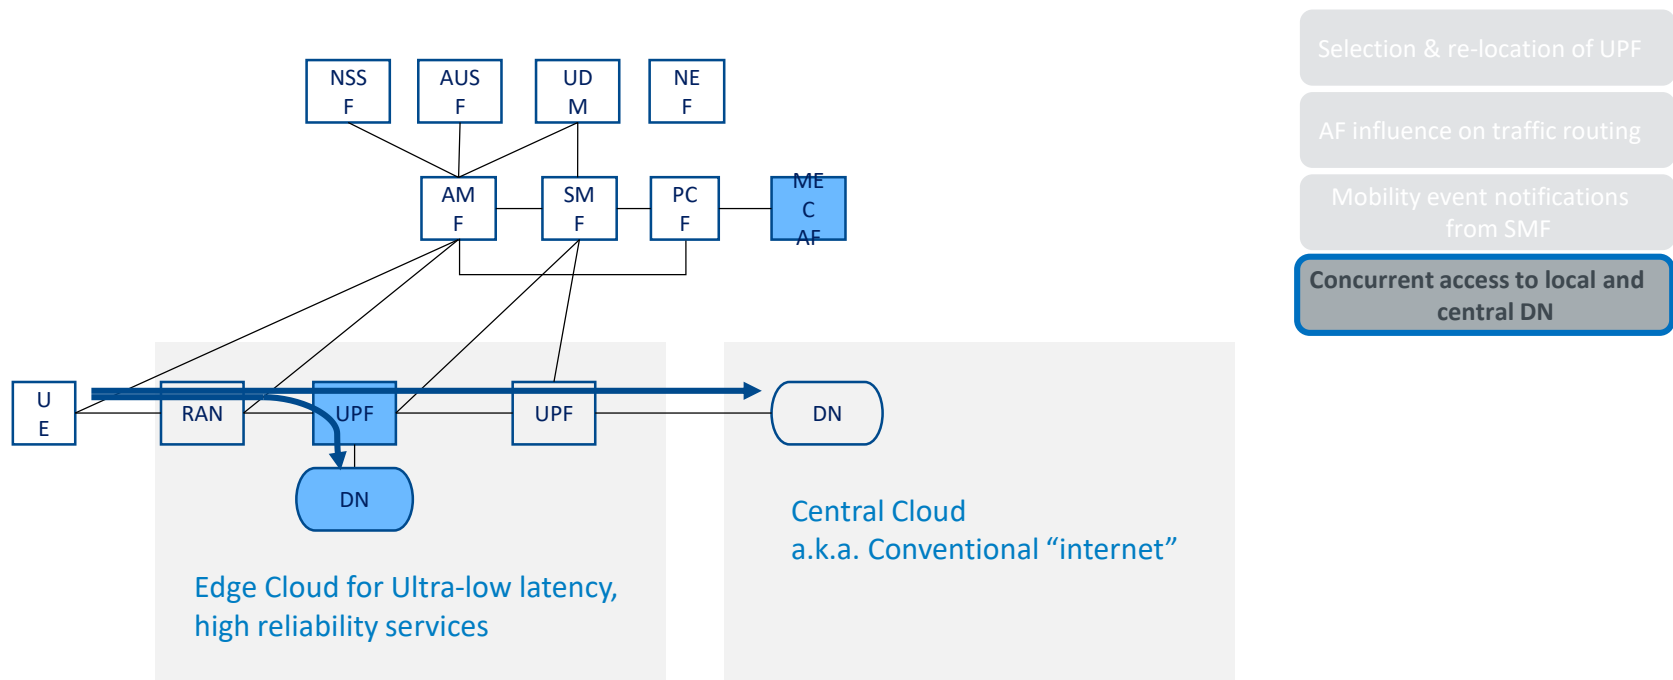 NSS
F
AUS
F
UD
M
NE
F
AM
F
SM
F
PC
F
ME
C
AF
U
E
RAN
UPF
UPF
DN
DN
Edge Cloud for Ultra-low latency,
high reliability services
Central Cloud
a.k.a. Conventional “internet”
Selection & re-location of UPF
AF influence on traffic routing
Mobility event notifications
from SMF
Concurrent access to local and
central DN